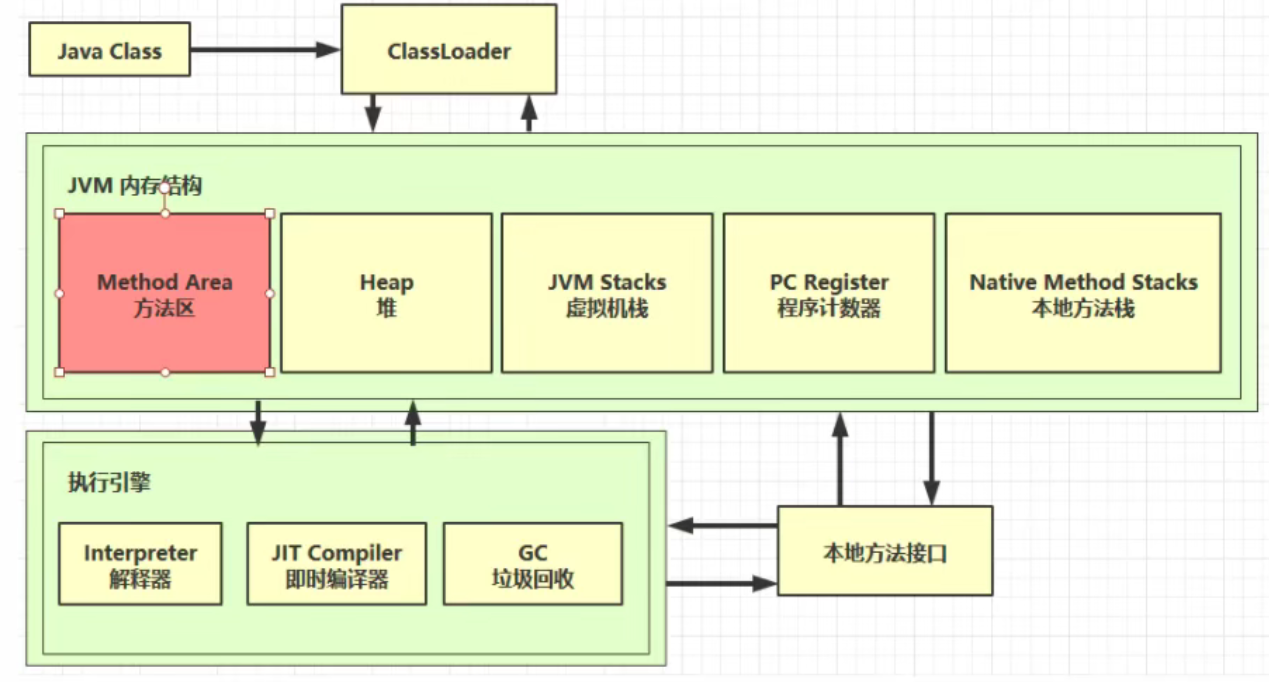 Java Class
ClassLoader
JVM 内存结构
Method Area
方法区
Heap
堆
JVM Stacks
虚拟机栈
PC Register
程序计数器
Native Method Stacks
本地方法栈
执行引擎
Interpreter
解释器
JIT Compiler
即时编译器
GC
垃圾回收
本地方法接口